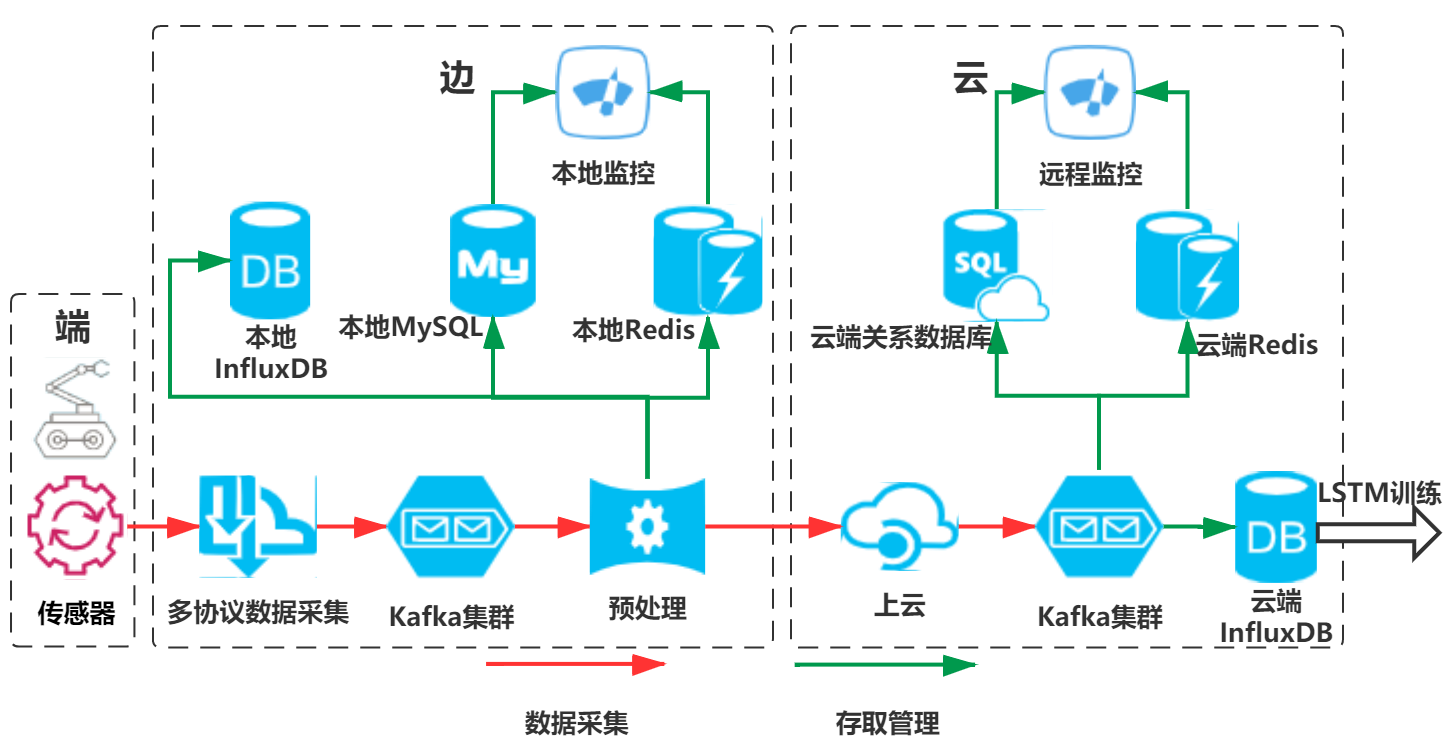 边
云
本地监控
远程监控
DB
My
SQL
端
本地
InfluxDB
本地MySQL
本地Redis
云端关系数据库
云端Redis
LSTM训练
DB
传感器
多协议数据采集
Kafka集群
预处理
上云
Kafka集群
云端
InfluxDB
数据采集
存取管理